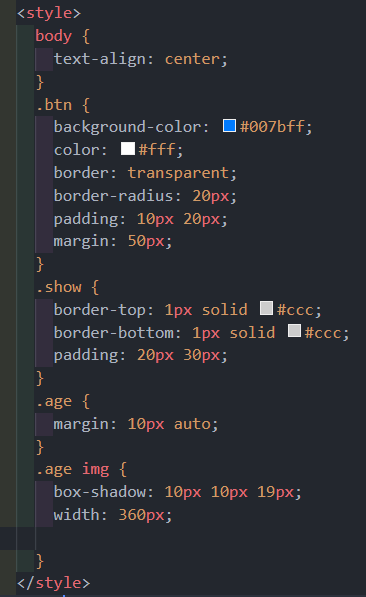 <style>
body {
text-align: center;
}
.btn {
background-color: #007bff;
color: #fff;
border: transparent;
border-radius: 20px;
padding: 10px 20px;
margin: 50px;
}
.show {
border-top: 1px solid #ccc;
border-bottom: 1px solid #ccc;
padding: 20px 30px;
}
.age {
margin: 10px auto;
}
.age img {
box-shadow: 10px 10px 19px;
width: 360px;
}
</style>